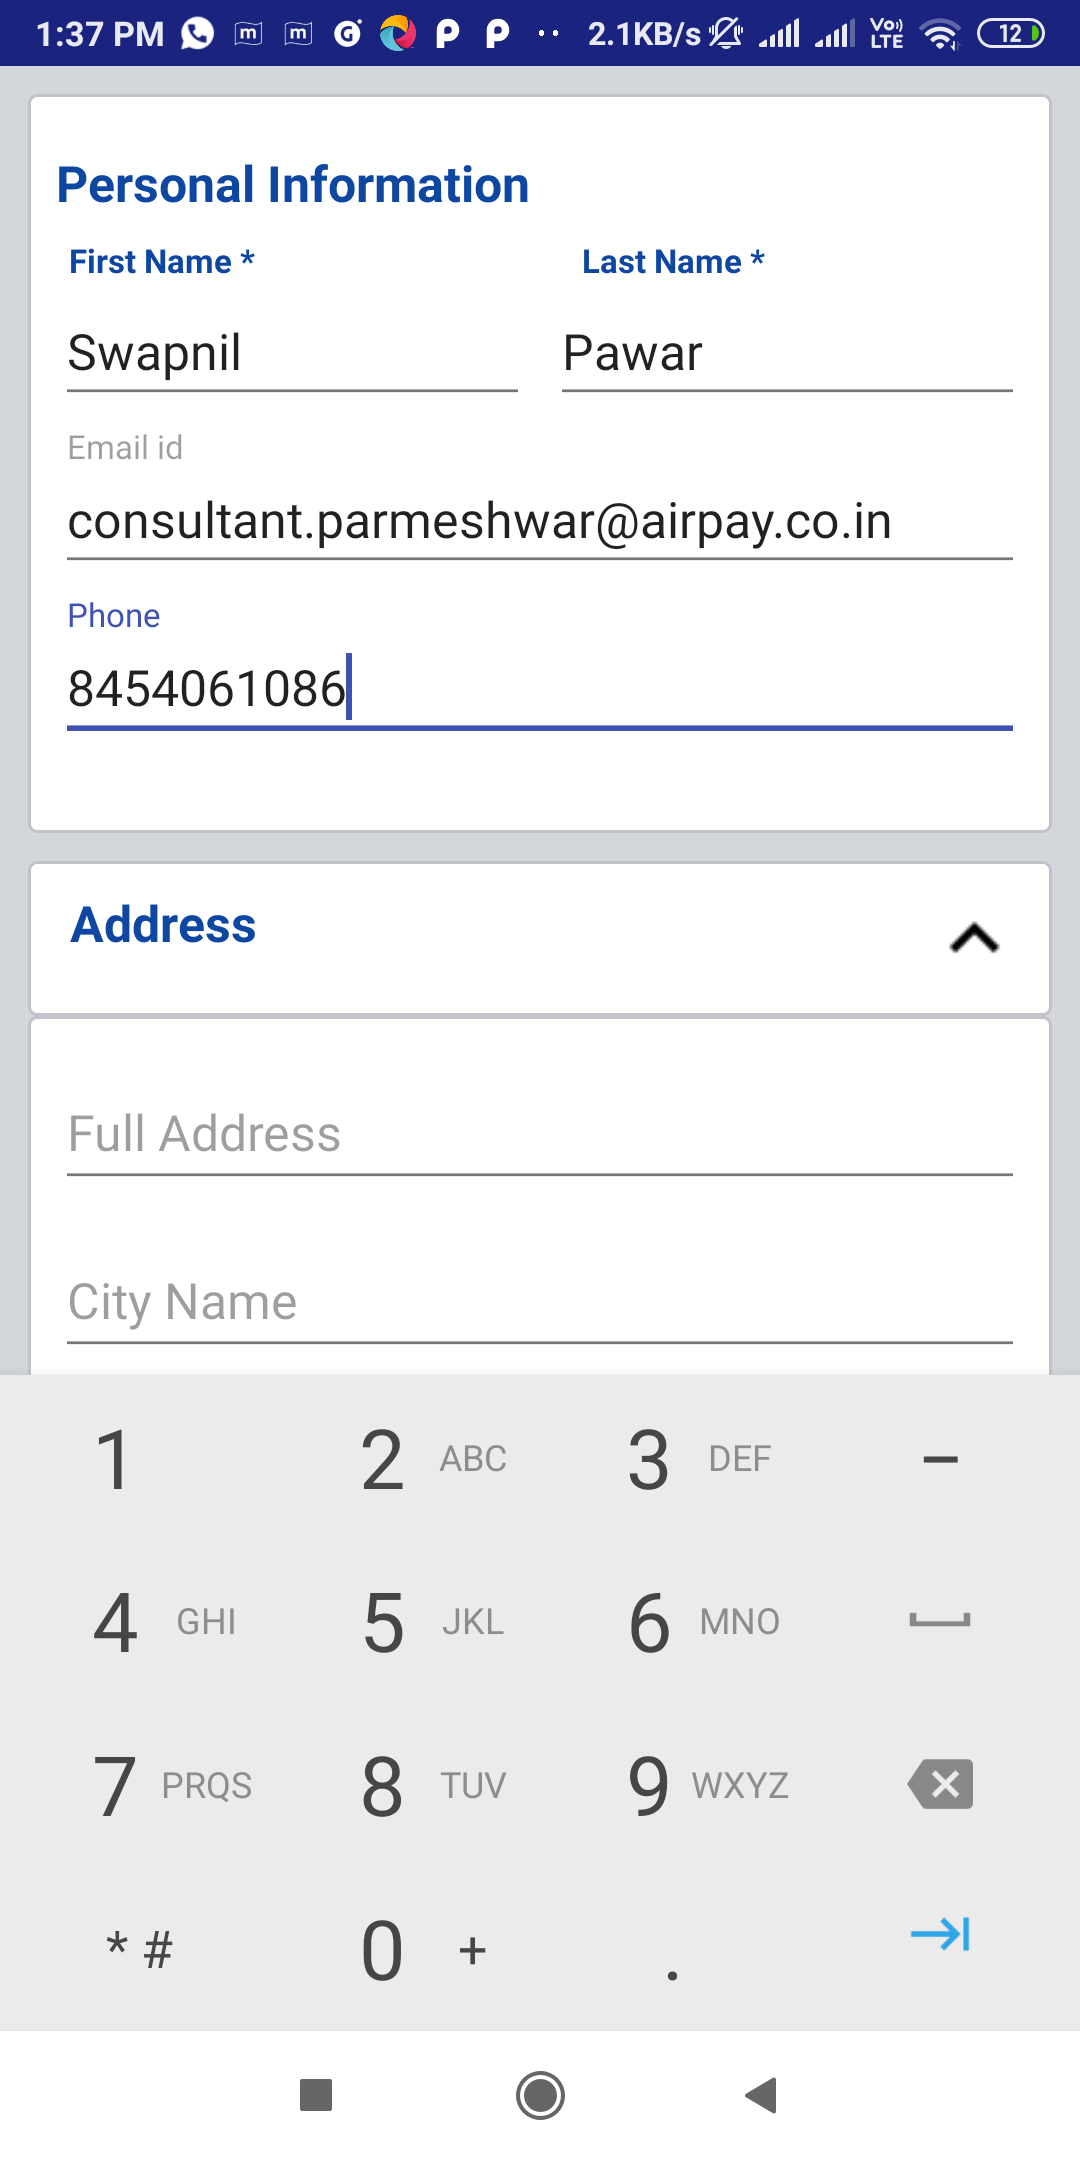 1:37 PM 2.1KB/s Vo)) LTE 12
Personal Information
First Name * Last Name *
Swapnil Pawar
Email id
consultant.parmeshwar@airpay.co.in
Phone
8454061086
Address
Full Address
City Name
1 2 ABC 3 DEF –
4 GHI 5 JKL 6 MNO
7 PRQS 8 TUV 9 WXYZ
* # 0 + .